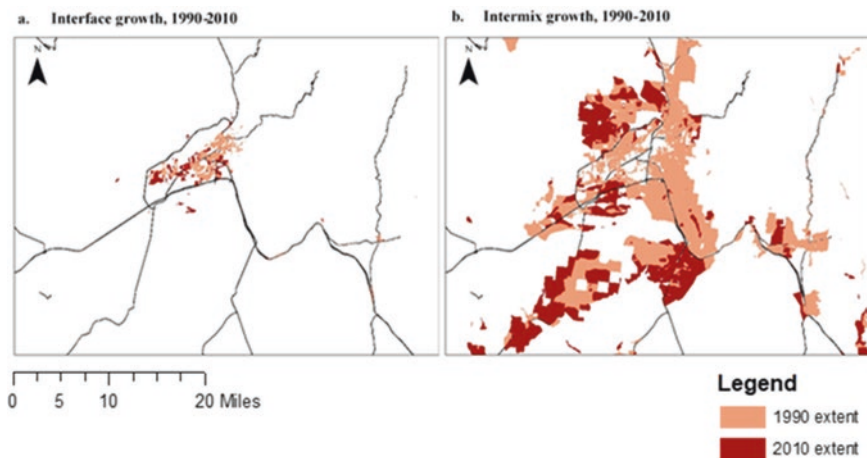 a. Interface growth, 1990-2010
b. Intermix growth, 1990-2010
N
N
0 5 10 20 Miles
Legend
1990 extent
2010 extent